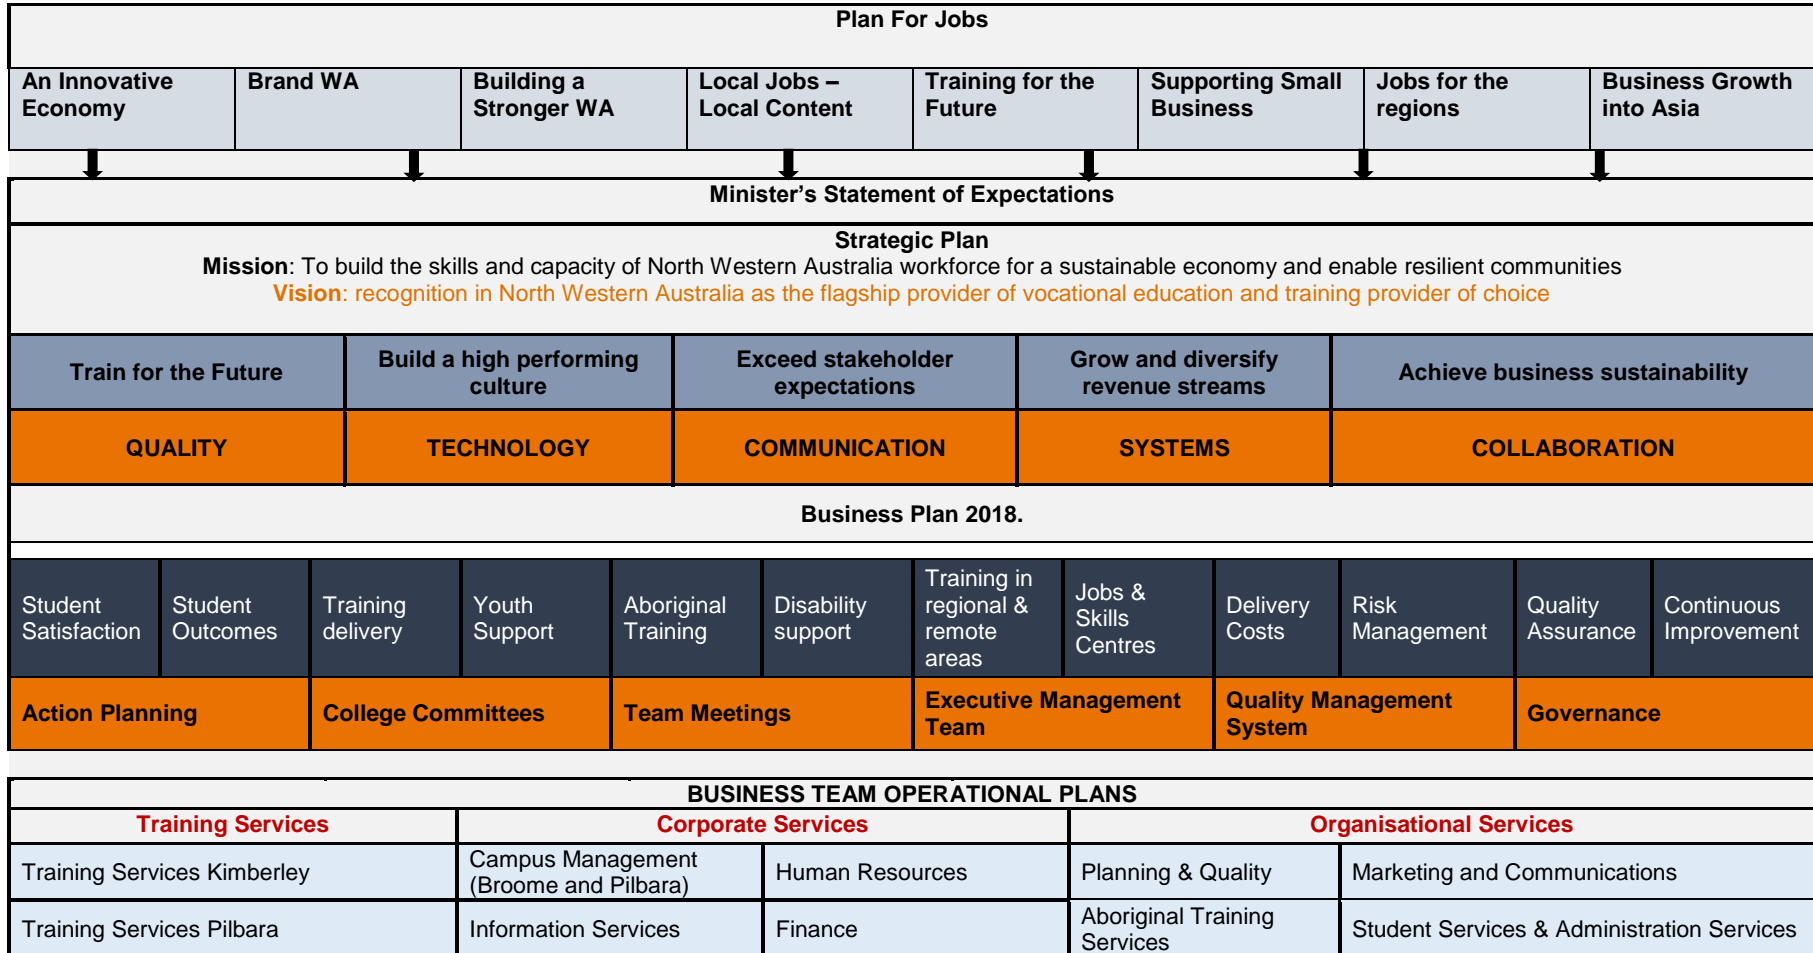 Plan For Jobs
An Innovative
Economy
Brand WA
Building a
Stronger WA
Local Jobs –
Local Content
Training for the
Future
Supporting Small
Business
Jobs for the
regions
Business Growth
into Asia
Minister’s Statement of Expectations
Strategic Plan
Mission: To build the skills and capacity of North Western Australia workforce for a sustainable economy and enable resilient communities
Vision: recognition in North Western Australia as the flagship provider of vocational education and training provider of choice
Train for the Future
Build a high performing
culture
Exceed stakeholder
expectations
Grow and diversify
revenue streams
Achieve business sustainability
QUALITY
TECHNOLOGY
COMMUNICATION
SYSTEMS
COLLABORATION
Business Plan 2018.
Student
Satisfaction
Student
Outcomes
Training
delivery
Youth
Support
Aboriginal
Training
Disability
support
Training in
regional &
remote
areas
Jobs &
Skills
Centres
Delivery
Costs
Risk
Management
Quality
Assurance
Continuous
Improvement
Action Planning
College Committees
Team Meetings
Executive Management
Team
Quality Management
System
Governance
BUSINESS TEAM OPERATIONAL PLANS
Training Services
Corporate Services
Organisational Services
Training Services Kimberley
Campus Management
(Broome and Pilbara)
Human Resources
Planning & Quality
Marketing and Communications
Training Services Pilbara
Information Services
Finance
Aboriginal Training
Services
Student Services & Administration Services